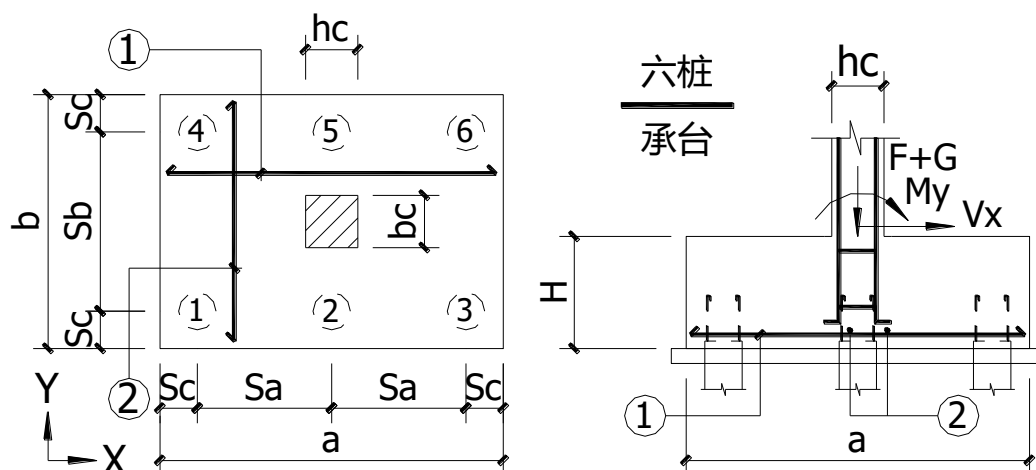 hc
1
Sc
4 5 6
b
Sb
bc
1 2 3
Sc
2
Sc Sa Sa Sc
a
Y
X
六桩
承台
hc
F+G
My
Vx
H
1
2
a